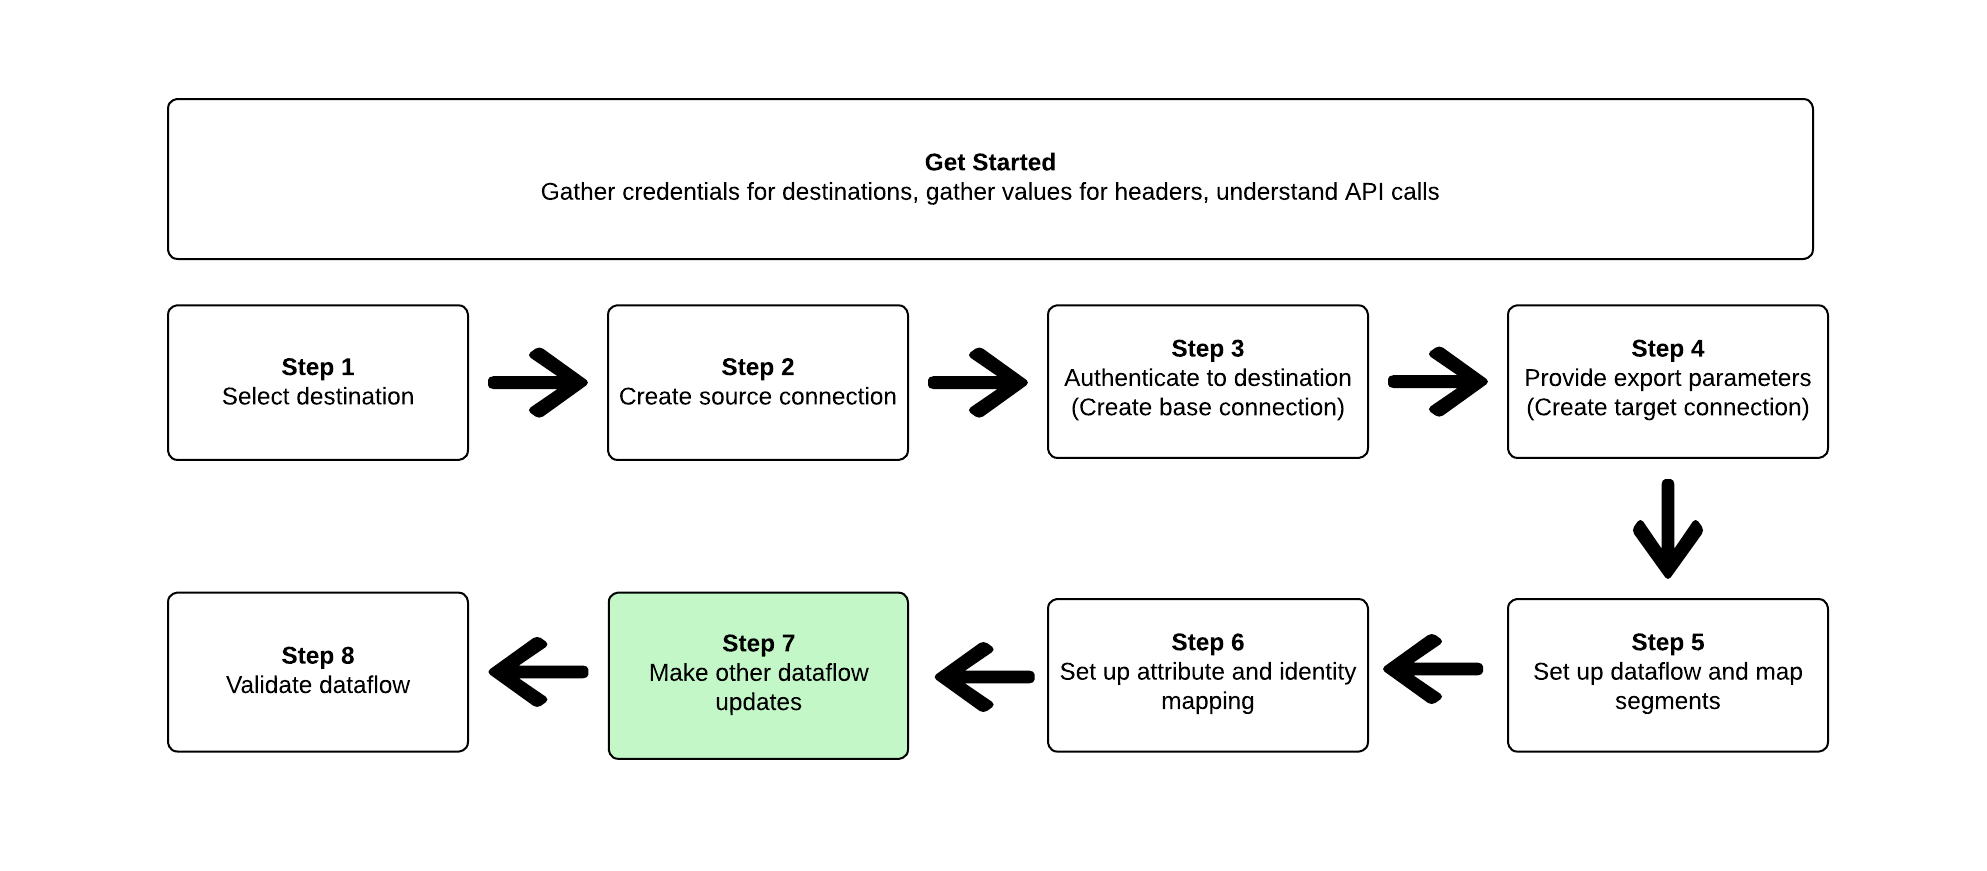 Get Started
Gather credentials for destinations, gather values for headers, understand API calls
Step 1
Select destination
Step 2
Create source connection
Step 3
Authenticate to destination
(Create base connection)
Step 4
Provide export parameters
(Create target connection)
Step 5
Set up dataflow and map
segments
Step 6
Set up attribute and identity
mapping
Step 7
Make other dataflow
updates
Step 8
Validate dataflow